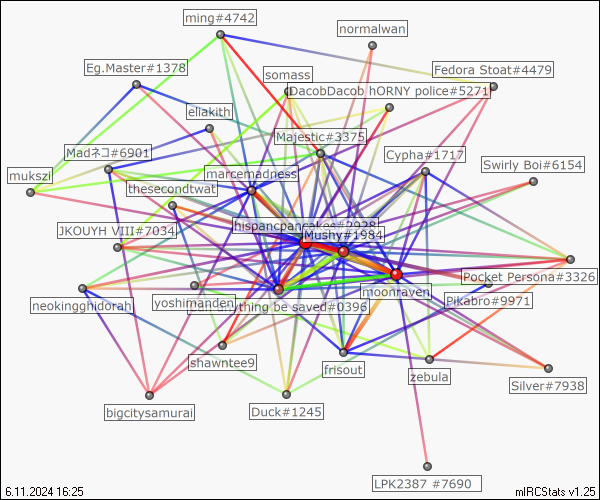 ming#4742
normalwan
Eg.Master#1378
Fedora Stoat#4479
somass
DacobDacob hORNY police#5271
eliakith
Majestic#3375
Madネコ#6901
Cypha#1717
Swirly Boi#6154
mukszi
marcemadness
thesecondtwat
JKOUYH VIII#7034
hispancpancakes#2928
Mushy#1984
Pocket Persona#3326
moonraven
Pikabro#9971
neokingghidorah
yoshimanden
ything be saved#0396
shawntee9
frisout
zebula
Silver#7938
bigcitysamurai
Duck#1245
LPK2387 #7690
6.11.2024 16:25
mIRCStats v1.25